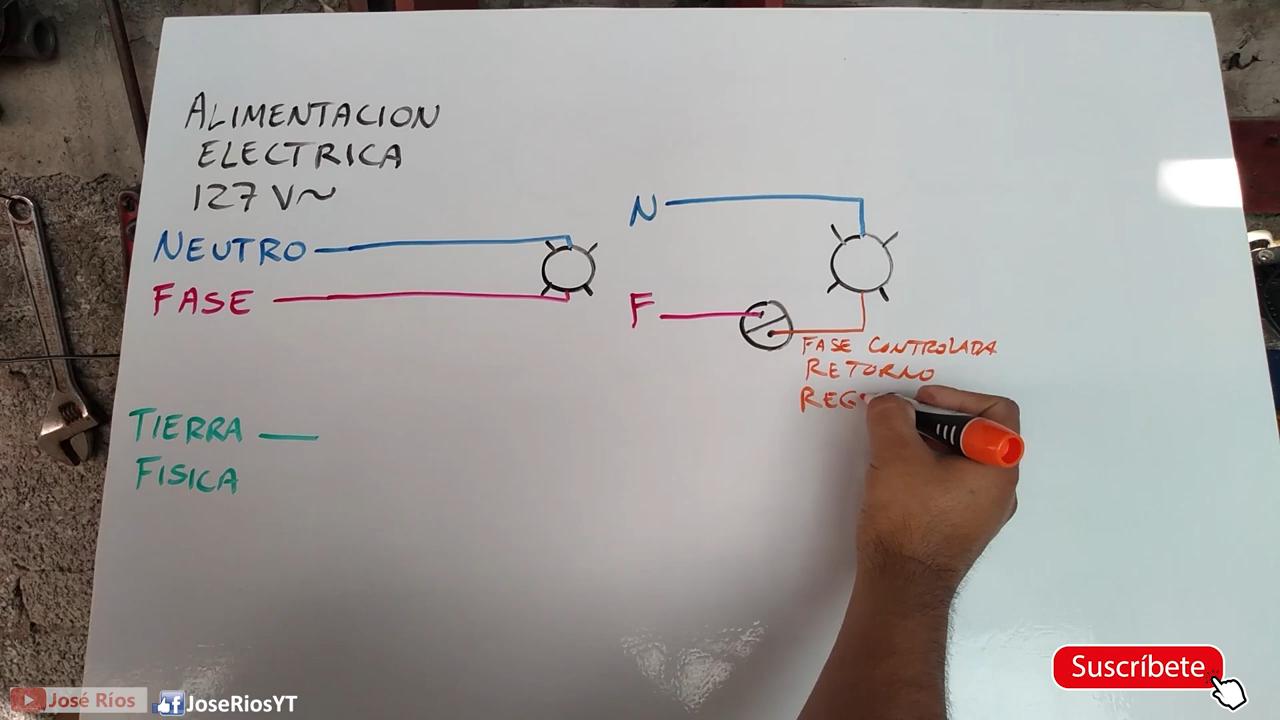 ALIMENTACION
ELECTRICA
127 V~
NEUTRO
FASE
TIERRA
FISICA
N
F
FASE CONTROLADA
RETORNO
Suscríbete
José Ríos
JoseRiosYT